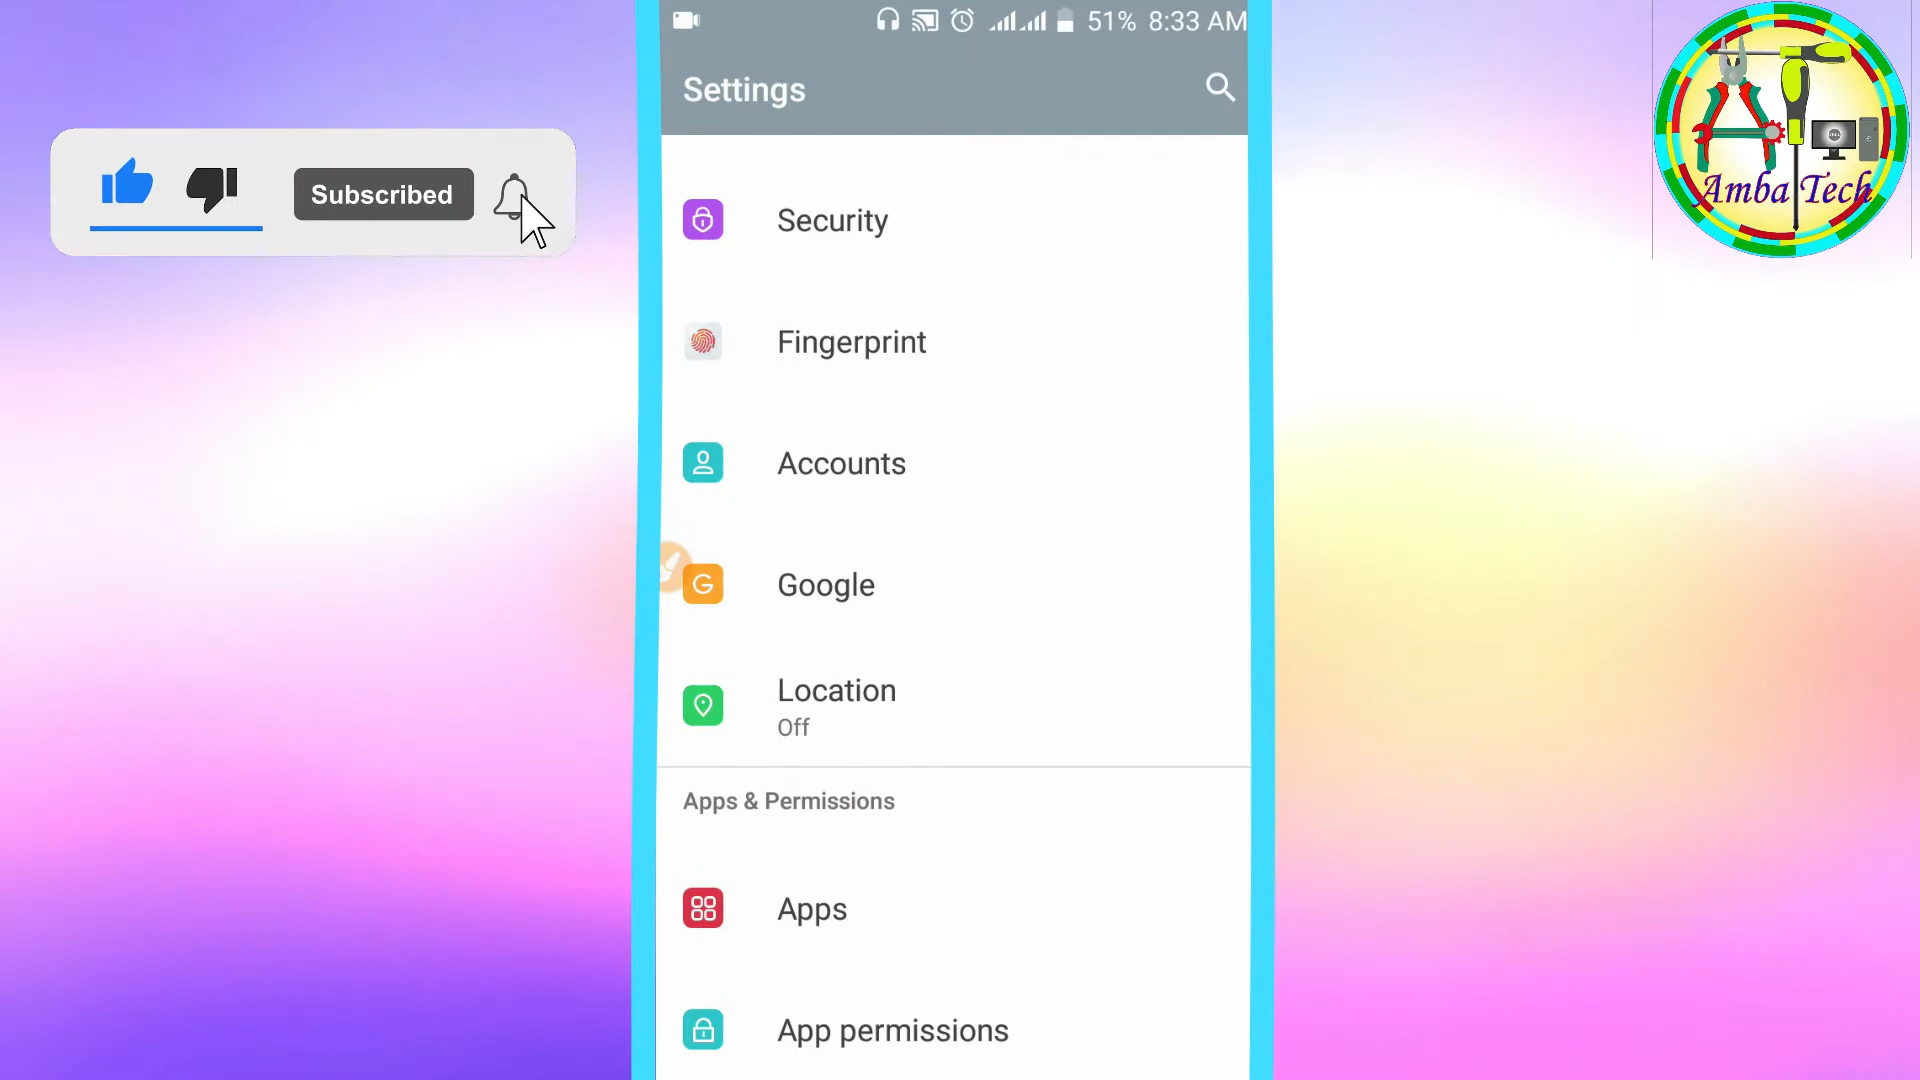 51% 8:33 AM
Settings
Subscribed
Amba Tech
Security
Fingerprint
Accounts
G Google
Location
Off
Apps & Permissions
Apps
App permissions